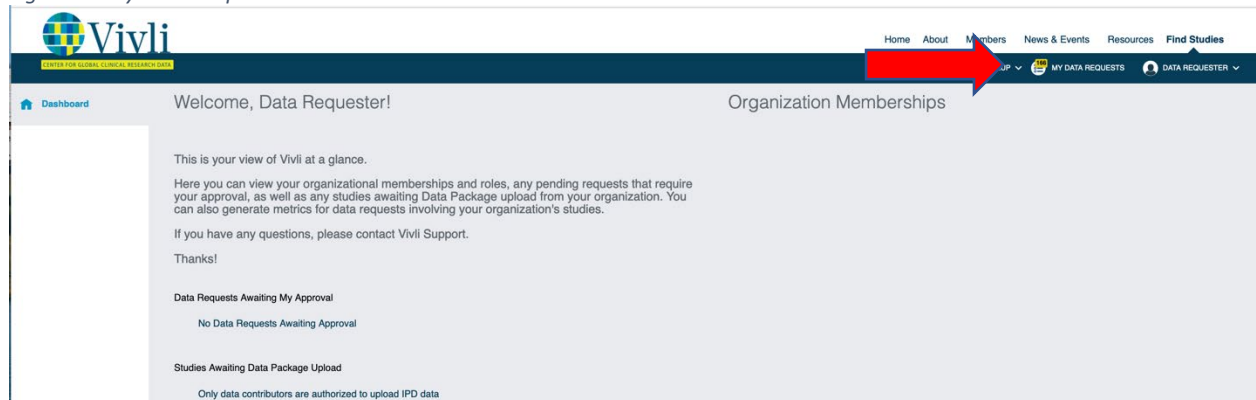 Vivli
CENTER FOR GLOBAL CLINICAL RESEARCH DATA
Home About Members News & Events Resources Find Studies
UP MY DATA REQUESTS DATA REQUESTER
Dashboard
Welcome, Data Requester!
Organization Memberships
This is your view of Vivli at a glance.
Here you can view your organizational memberships and roles, any pending requests that require
your approval, as well as any studies awaiting Data Package upload from your organization. You
can also generate metrics for data requests involving your organization's studies.
If you have any questions, please contact Vivli Support.
Thanks!
Data Requests Awaiting My Approval
No Data Requests Awaiting Approval
Studies Awaiting Data Package Upload
Only data contributors are authorized to upload IPD data